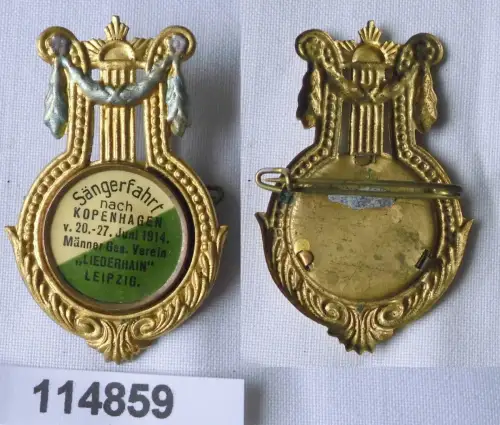 Sängerfahrt
nach
KOPENHAGEN
v. 20.-27. Juni 1914.
Männer Ges. Verein
„LIEDERHAIN"
LEIPZIG.
114859